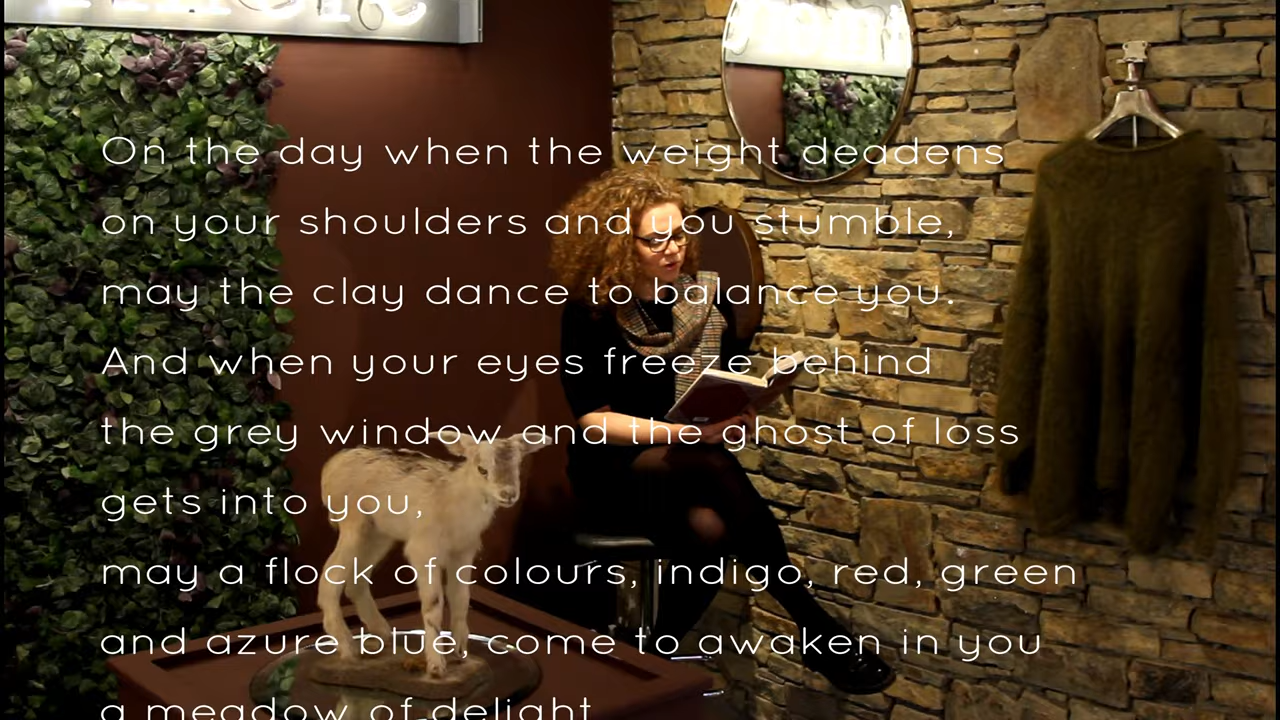 On the day when the weight deadens
on your shoulders and you stumble,
may the clay dance to balance you.
And when your eyes freeze behind
the grey window and the ghost of loss
gets into you,
may a flock of colours, indigo, red, green
and azure blue, come to awaken in you
a meadow of delight